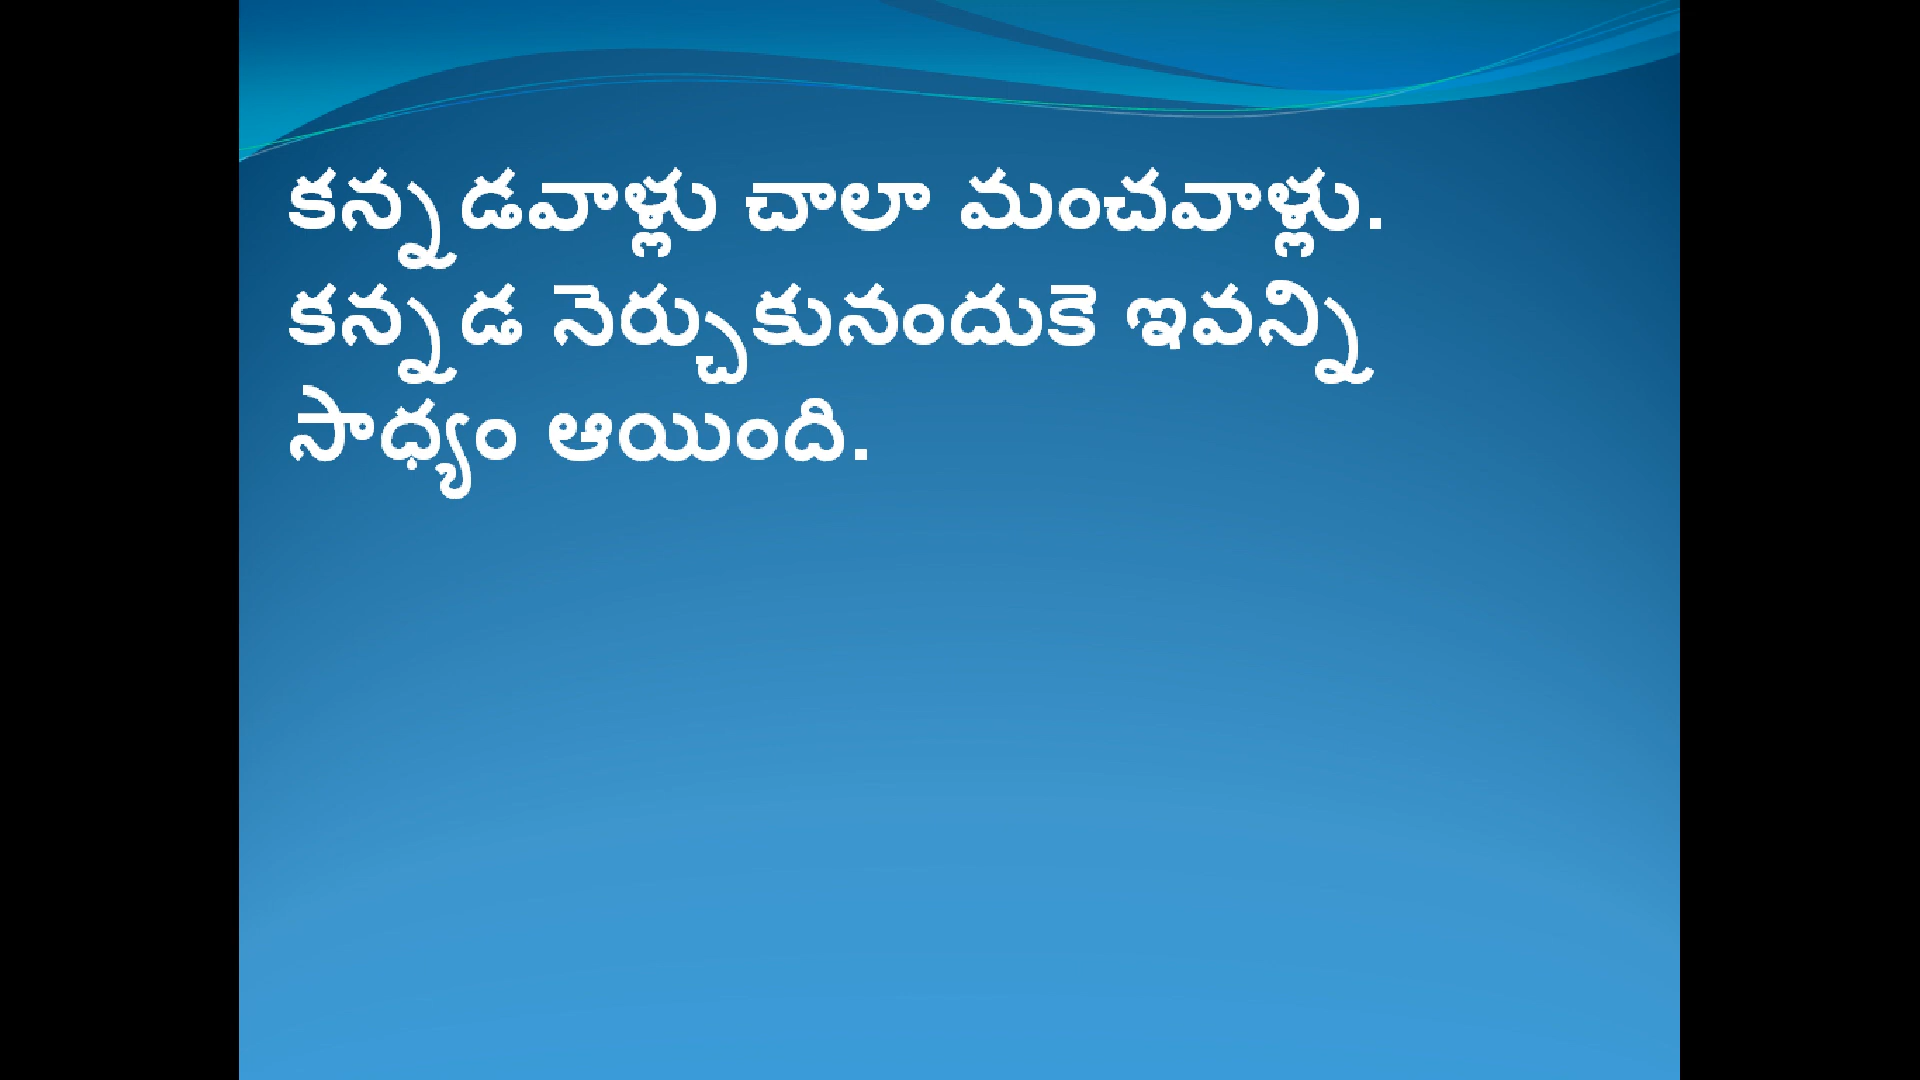 కన్నడవాళ్లు చాలా మంచవాళ్లు.
కన్నడ నెర్చుకునందుకె ఇవన్ని
సాధ్యం ఆయింది.